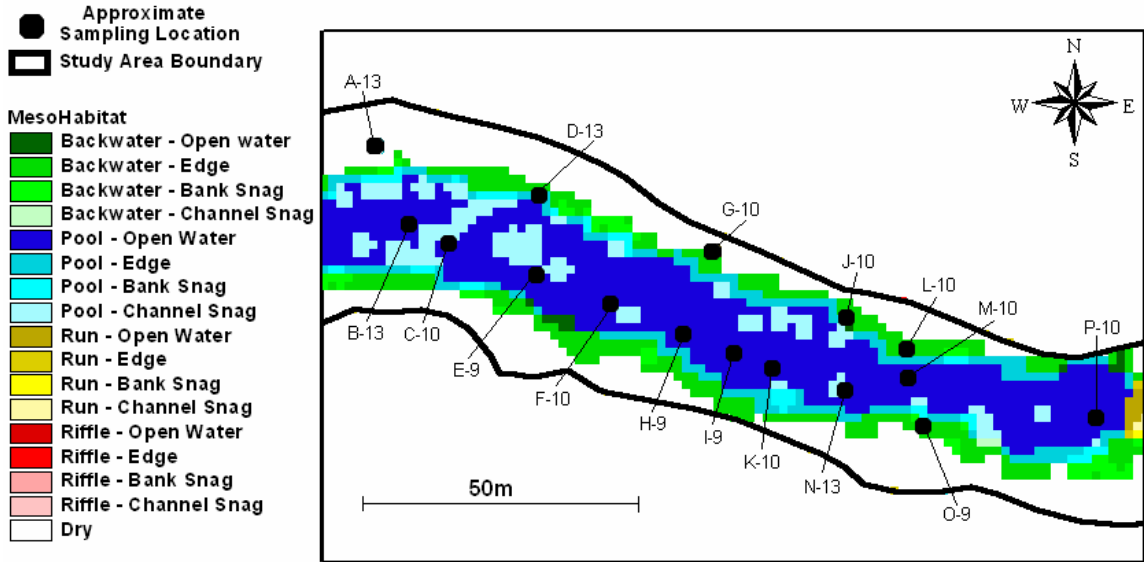 Approximate
Sampling Location
Study Area Boundary
MesoHabitat
Backwater - Open water
Backwater - Edge
Backwater - Bank Snag
Backwater - Channel Snag
Pool - Open Water
Pool - Edge
Pool - Bank Snag
Pool - Channel Snag
Run - Open Water
Run - Edge
Run - Bank Snag
Run - Channel Snag
Riffle - Open Water
Riffle - Edge
Riffle - Bank Snag
Riffle - Channel Snag
Dry
N
W E
S
A-13
D-13
G-10
J-10
L-10
M-10
P-10
B-13
C-10
E-9
F-10
H-9
I-9
K-10
N-13
O-9
50m